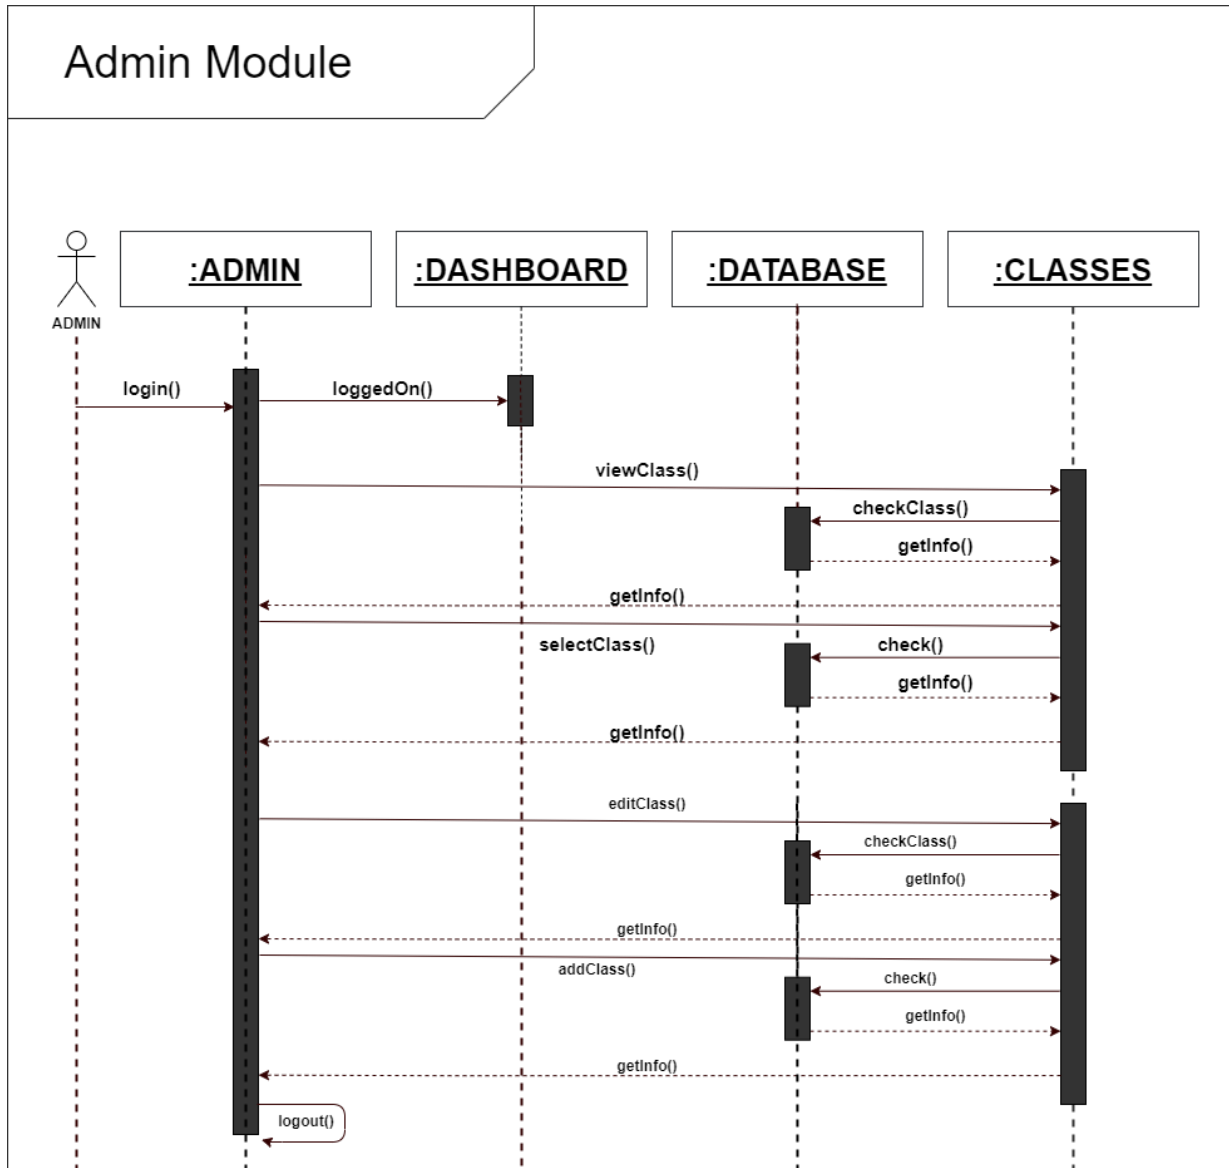 Admin Module
:ADMIN
:DASHBOARD
:DATABASE
:CLASSES
ADMIN
login()
loggedOn()
viewClass()
checkClass()
getInfo()
getInfo()
selectClass()
check()
getInfo()
getInfo()
editClass()
checkClass()
getInfo()
getInfo()
addClass()
check()
getInfo()
getInfo()
logout()